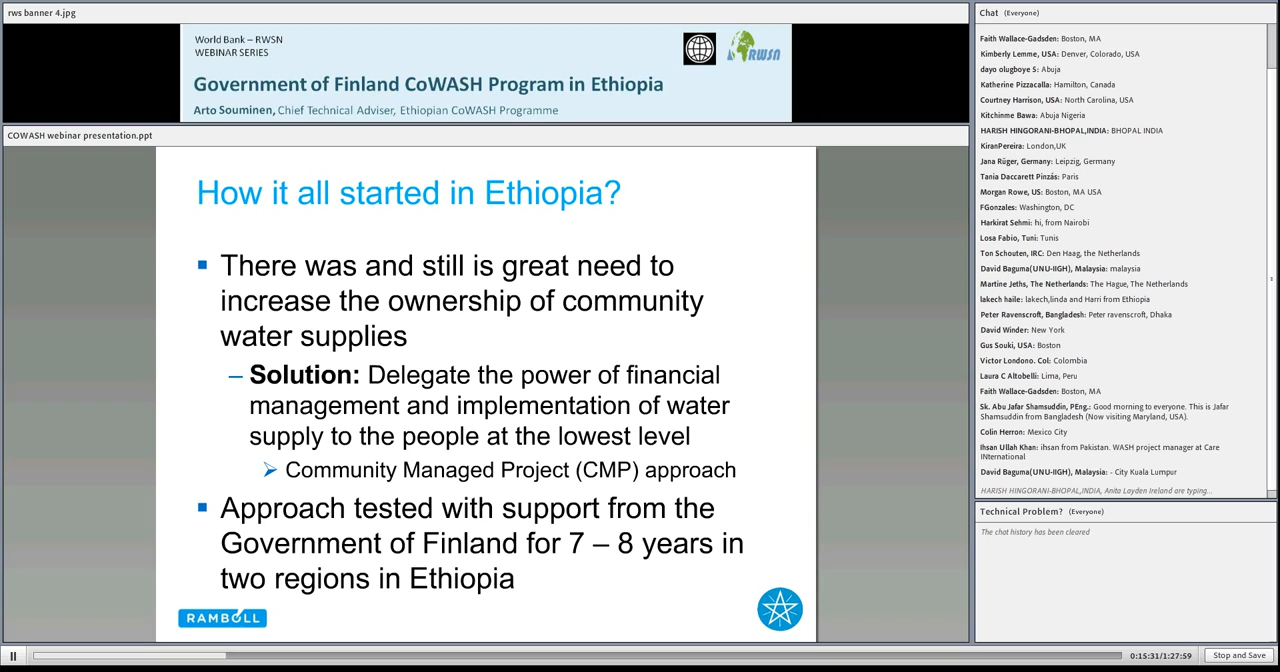 rws banner 4.jpg
World Bank – RWSN
WEBINAR SERIES
RWSN
Government of Finland CoWASH Program in Ethiopia
Arto Souminen, Chief Technical Adviser, Ethiopian CoWASH Programme
COWASH webinar presentation.ppt
How it all started in Ethiopia?
There was and still is great need to
increase the ownership of community
water supplies
– Solution: Delegate the power of financial
management and implementation of water
supply to the people at the lowest level
Community Managed Project (CMP) approach
Approach tested with support from the
Government of Finland for 7 – 8 years in
two regions in Ethiopia
RAMBOLL
Chat (Everyone)
Faith Wallace-Gadsden: Boston, MA
Kimberly Lemme, USA: Denver, Colorado, USA
dayo olugboye 5: Abuja
Katherine Pizzacalla: Hamilton, Canada
Courtney Harrison, USA: North Carolina, USA
Kitchinme Bawa: Abuja Nigeria
HARISH HINGORANI-BHOPAL,INDIA: BHOPAL INDIA
KiranPereira: London,UK
Jana Rüger, Germany: Leipzig, Germany
Tania Daccarett Pinzás: Paris
Morgan Rowe, US: Boston, MA USA
FGonzales: Washington, DC
Harkirat Sehmi: hi, from Nairobi
Losa Fabio, Tuni: Tunis
Ton Schouten, IRC: Den Haag, the Netherlands
David Baguma(UNU-IIGH), Malaysia: malaysia
Martine Jeths, The Netherlands: The Hague, The Netherlands
lakech haile: lakech,linda and Harri from Ethiopia
Peter Ravenscroft, Bangladesh: Peter ravenscroft, Dhaka
David Winder: New York
Gus Souki, USA: Boston
Victor Londono. Col: Colombia
Laura C Altobelli: Lima, Peru
Faith Wallace-Gadsden: Boston, MA
Sk. Abu Jafar Shamsuddin, PEng.: Good morning to everyone. This is Jafar
Shamsuddin from Bangladesh (Now visiting Maryland, USA).
Colin Herron: Mexico City
Ihsan Ullah Khan: ihsan from Pakistan. WASH project manager at Care
INternational
David Baguma(UNU-IIGH), Malaysia: - City Kuala Lumpur
HARISH HINGORANI-BHOPAL,INDIA, Anita Layden Ireland are typing...
Technical Problem? (Everyone)
The chat history has been cleared
0:15:31/1:27:59
Stop and Save